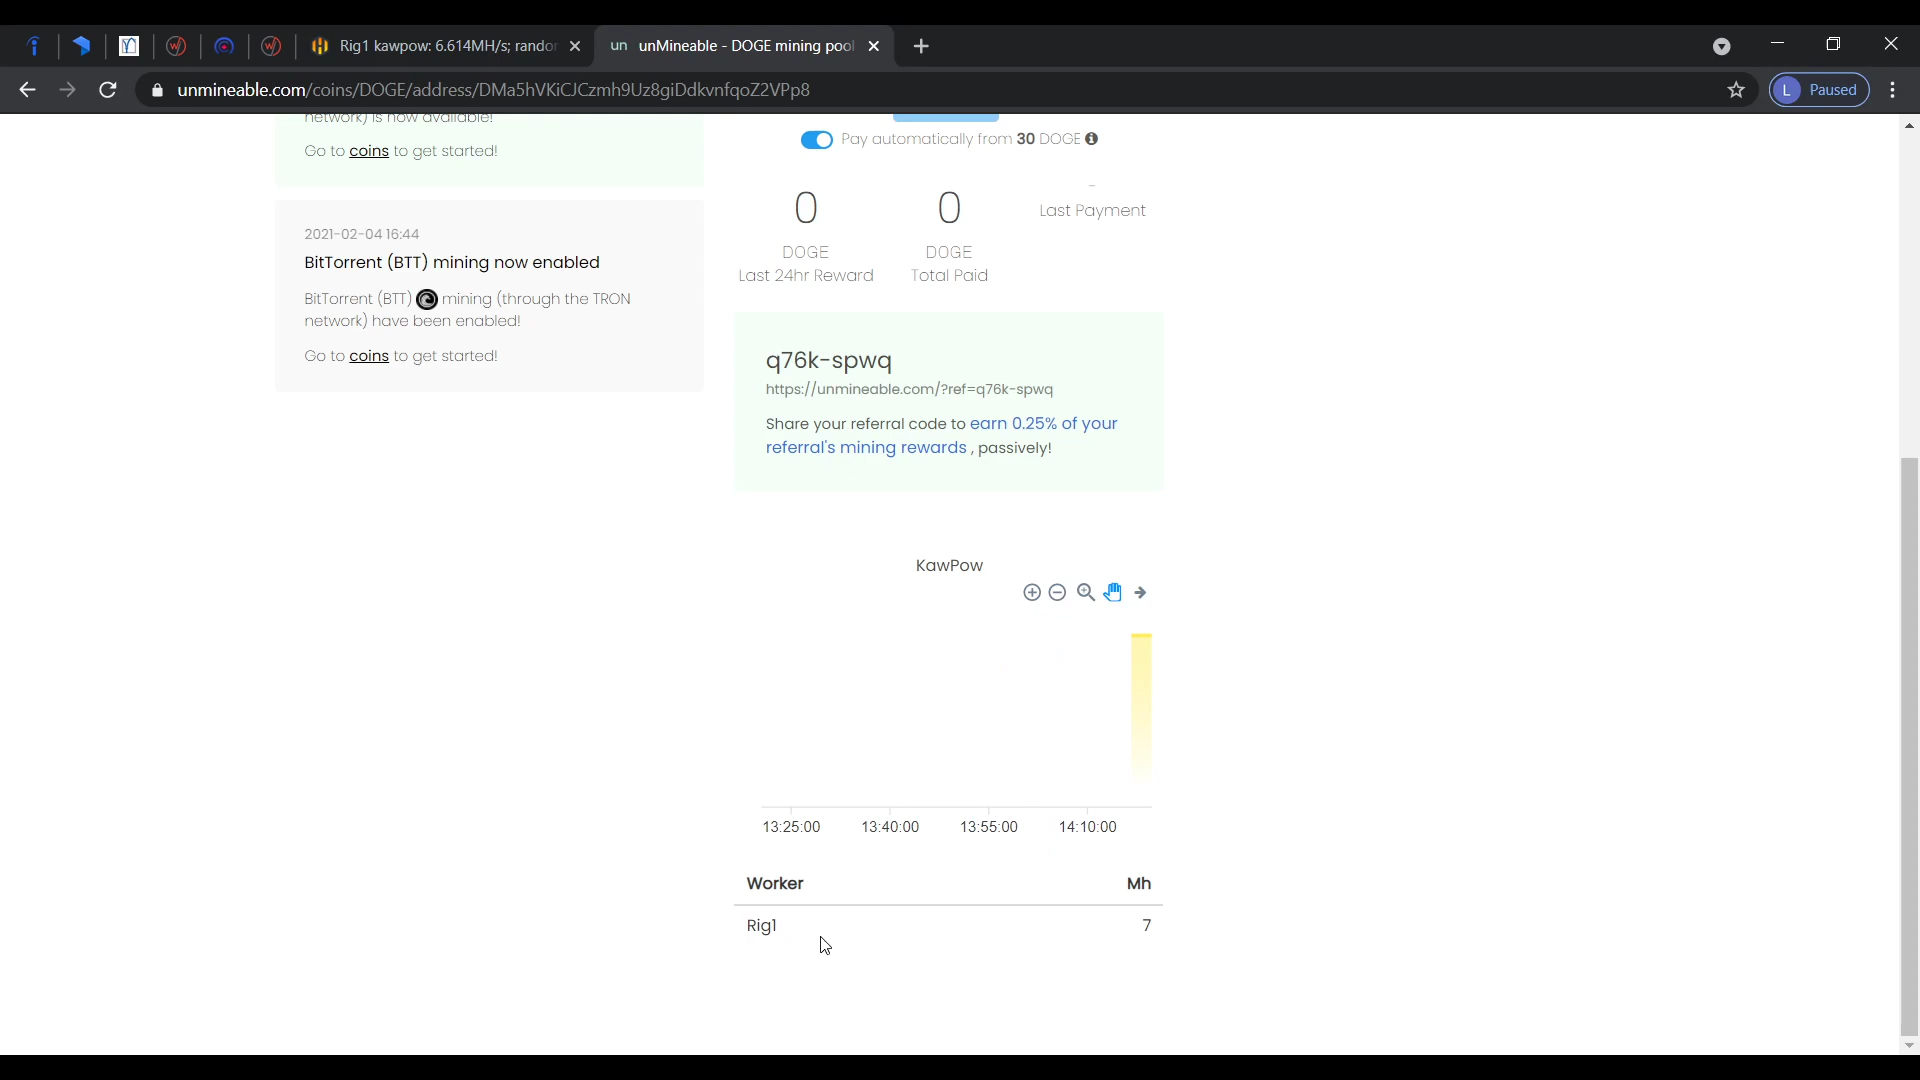 Rig1 kawpow: 6.614MH/s; randor
un unMineable - DOGE mining pool
unmineable.com/coins/DOGE/address/DMa5hVKiCJCzmh9Uz8giDdkvnfqoZ2VPp8
L Paused
network) is now available!
Go to coins to get started!
2021-02-04 16:44
BitTorrent (BTT) mining now enabled
BitTorrent (BTT) mining (through the TRON
network) have been enabled!
Go to coins to get started!
Pay automatically from 30 DOGE
0
DOGE
Last 24hr Reward
0
DOGE
Total Paid
-
Last Payment
q76k-spwq
https://unmineable.com/?ref=q76k-spwq
Share your referral code to earn 0.25% of your
referral's mining rewards , passively!
KawPow
13:25:00 13:40:00 13:55:00 14:10:00
Worker Mh
Rig1 7